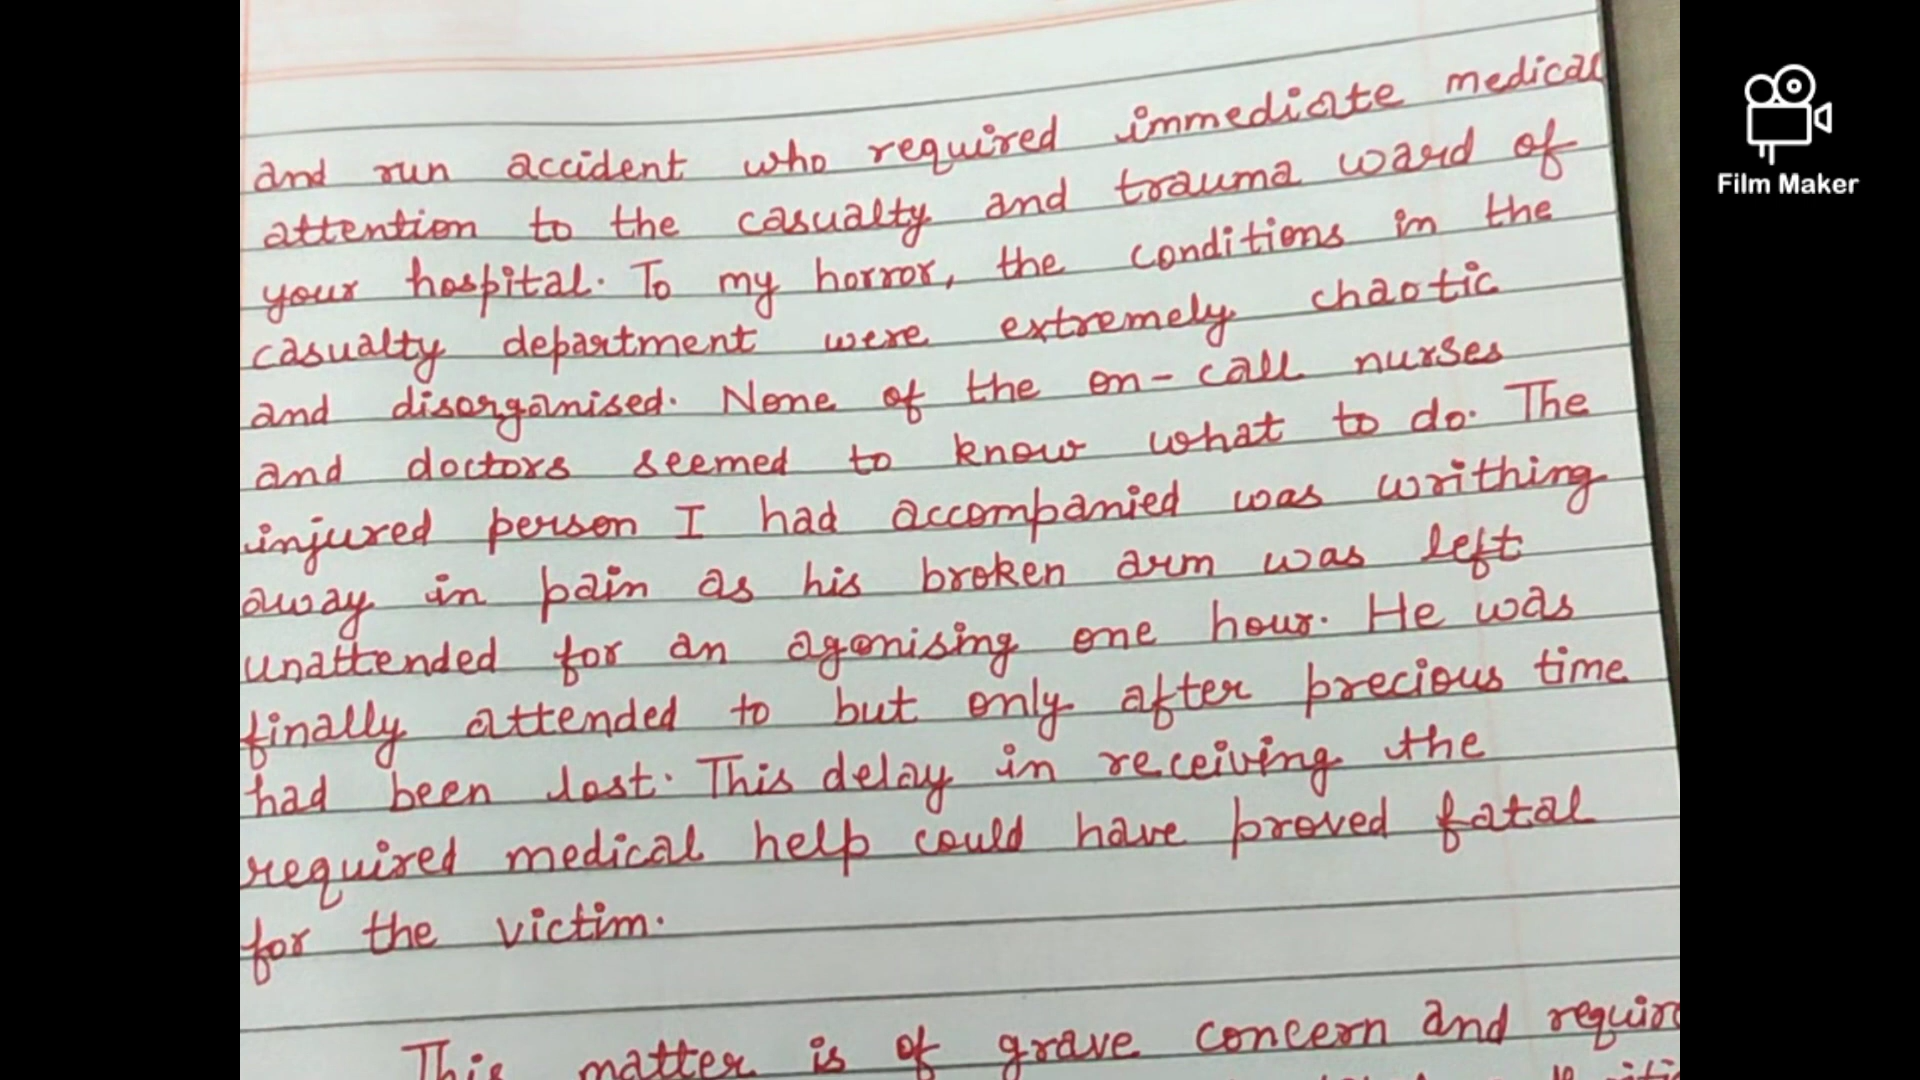 and run accident who required immediate medical
attention to the casualty and trauma ward of
your hospital. To my horror, the conditions in the
casualty department were extremely chaotic
and disorganised. None of the on-call nurses
and doctors seemed to know what to do. The
injured person I had accompanied was writhing
away in pain as his broken arm was left
unattended for an agonising one hour. He was
finally attended to but only after precious time
had been lost. This delay in receiving the
required medical help could have proved fatal
for the victim.
This matter is of grave concern and
Film Maker